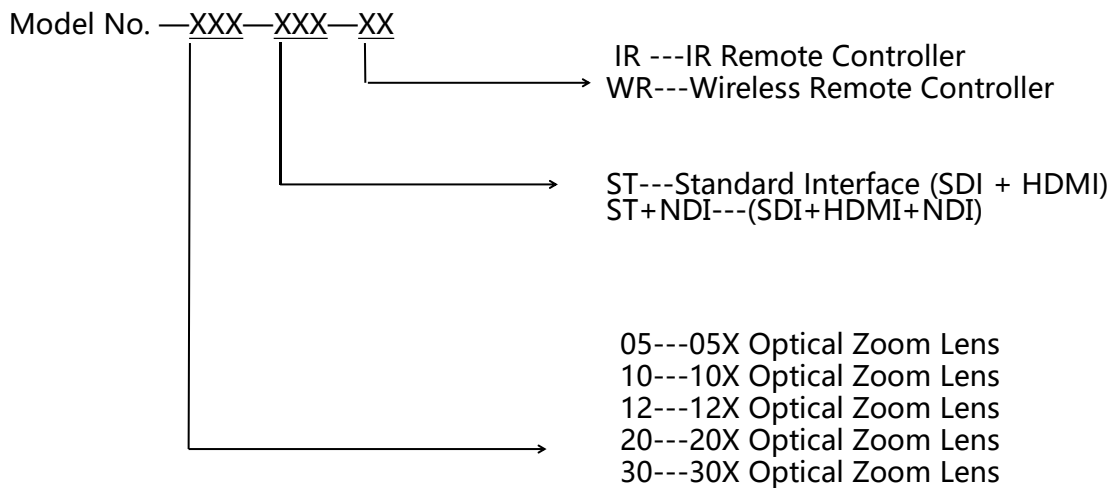 Model No. —XXX—XXX—XX
IR ---IR Remote Controller
WR---Wireless Remote Controller
ST---Standard Interface (SDI + HDMI)
ST+NDI---(SDI+HDMI+NDI)
05---05X Optical Zoom Lens
10---10X Optical Zoom Lens
12---12X Optical Zoom Lens
20---20X Optical Zoom Lens
30---30X Optical Zoom Lens